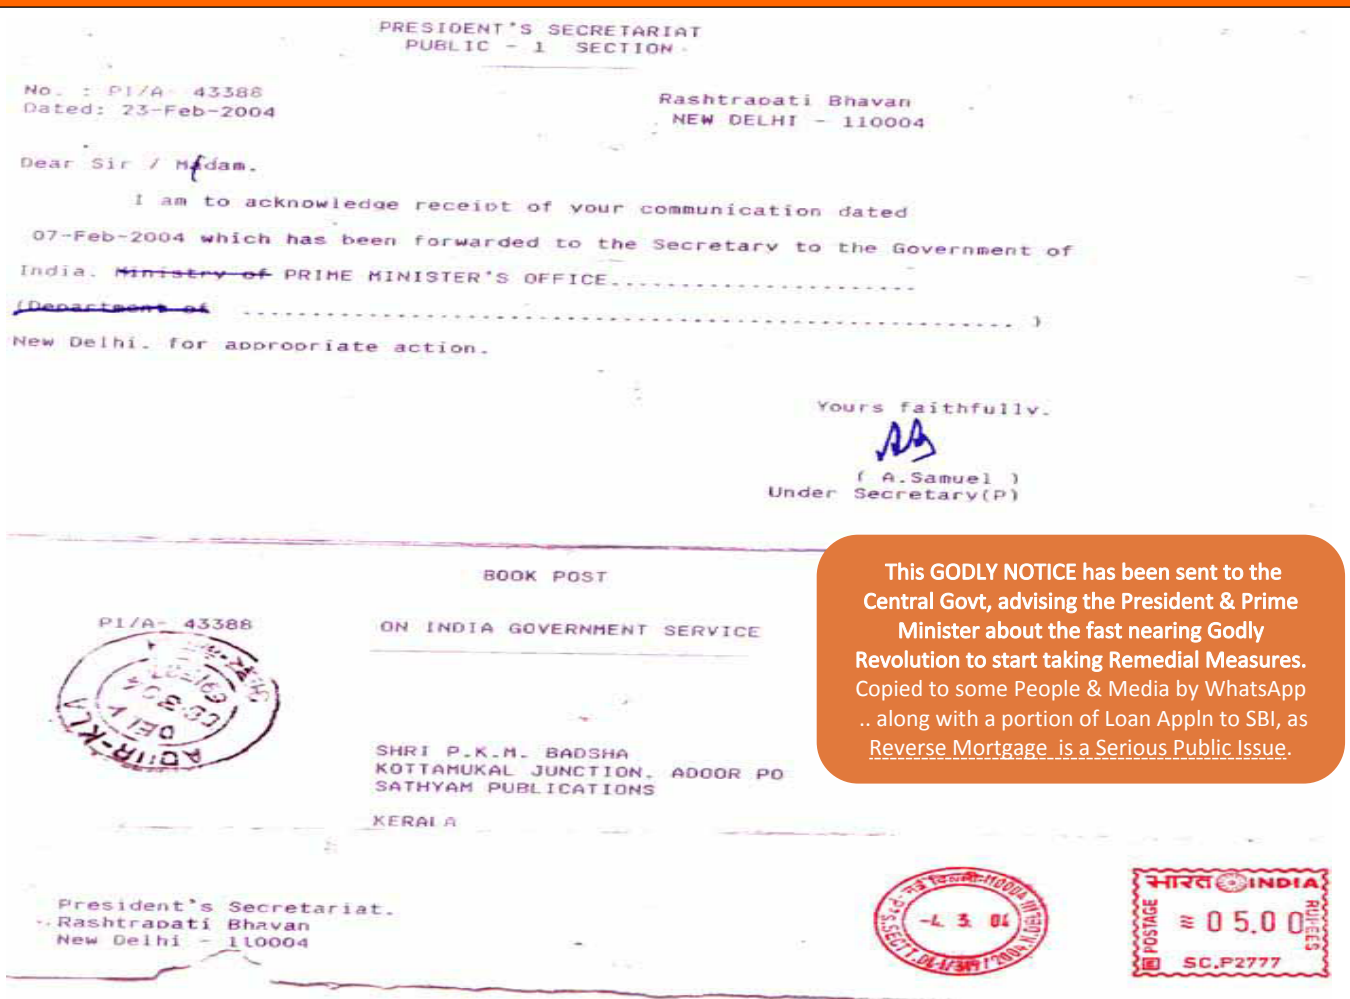 PRESIDENT'S SECRETARIAT
PUBLIC - 1 SECTION
No. : P1/A- 43388
Dated: 23-Feb-2004
Rashtrapati Bhavan
NEW DELHI - 110004
Dear Sir / Madam.
I am to acknowledge receipt of your communication dated
07-Feb-2004 which has been forwarded to the Secretary to the Government of
India. Ministry of PRIME MINISTER'S OFFICE......................
(Department of ........................................................ )
New Delhi. for appropriate action.
Yours faithfully.
( A.Samuel )
Under Secretary(P)
BOOK POST
P1/A- 43388
ON INDIA GOVERNMENT SERVICE
This GODLY NOTICE has been sent to the
Central Govt, advising the President & Prime
Minister about the fast nearing Godly
Revolution to start taking Remedial Measures.
Copied to some People & Media by WhatsApp
.. along with a portion of Loan Appln to SBI, as
Reverse Mortgage is a Serious Public Issue.
SHRI P.K.M. BADSHA
KOTTAMUKAL JUNCTION. ADOOR PO
SATHYAM PUBLICATIONS
KERALA
President's Secretariat.
Rashtrapati Bhavan
New Delhi - 110004
-4. 3. 04
भारत INDIA
POSTAGE
≈ 05.00
RUPEES
SC.P2777